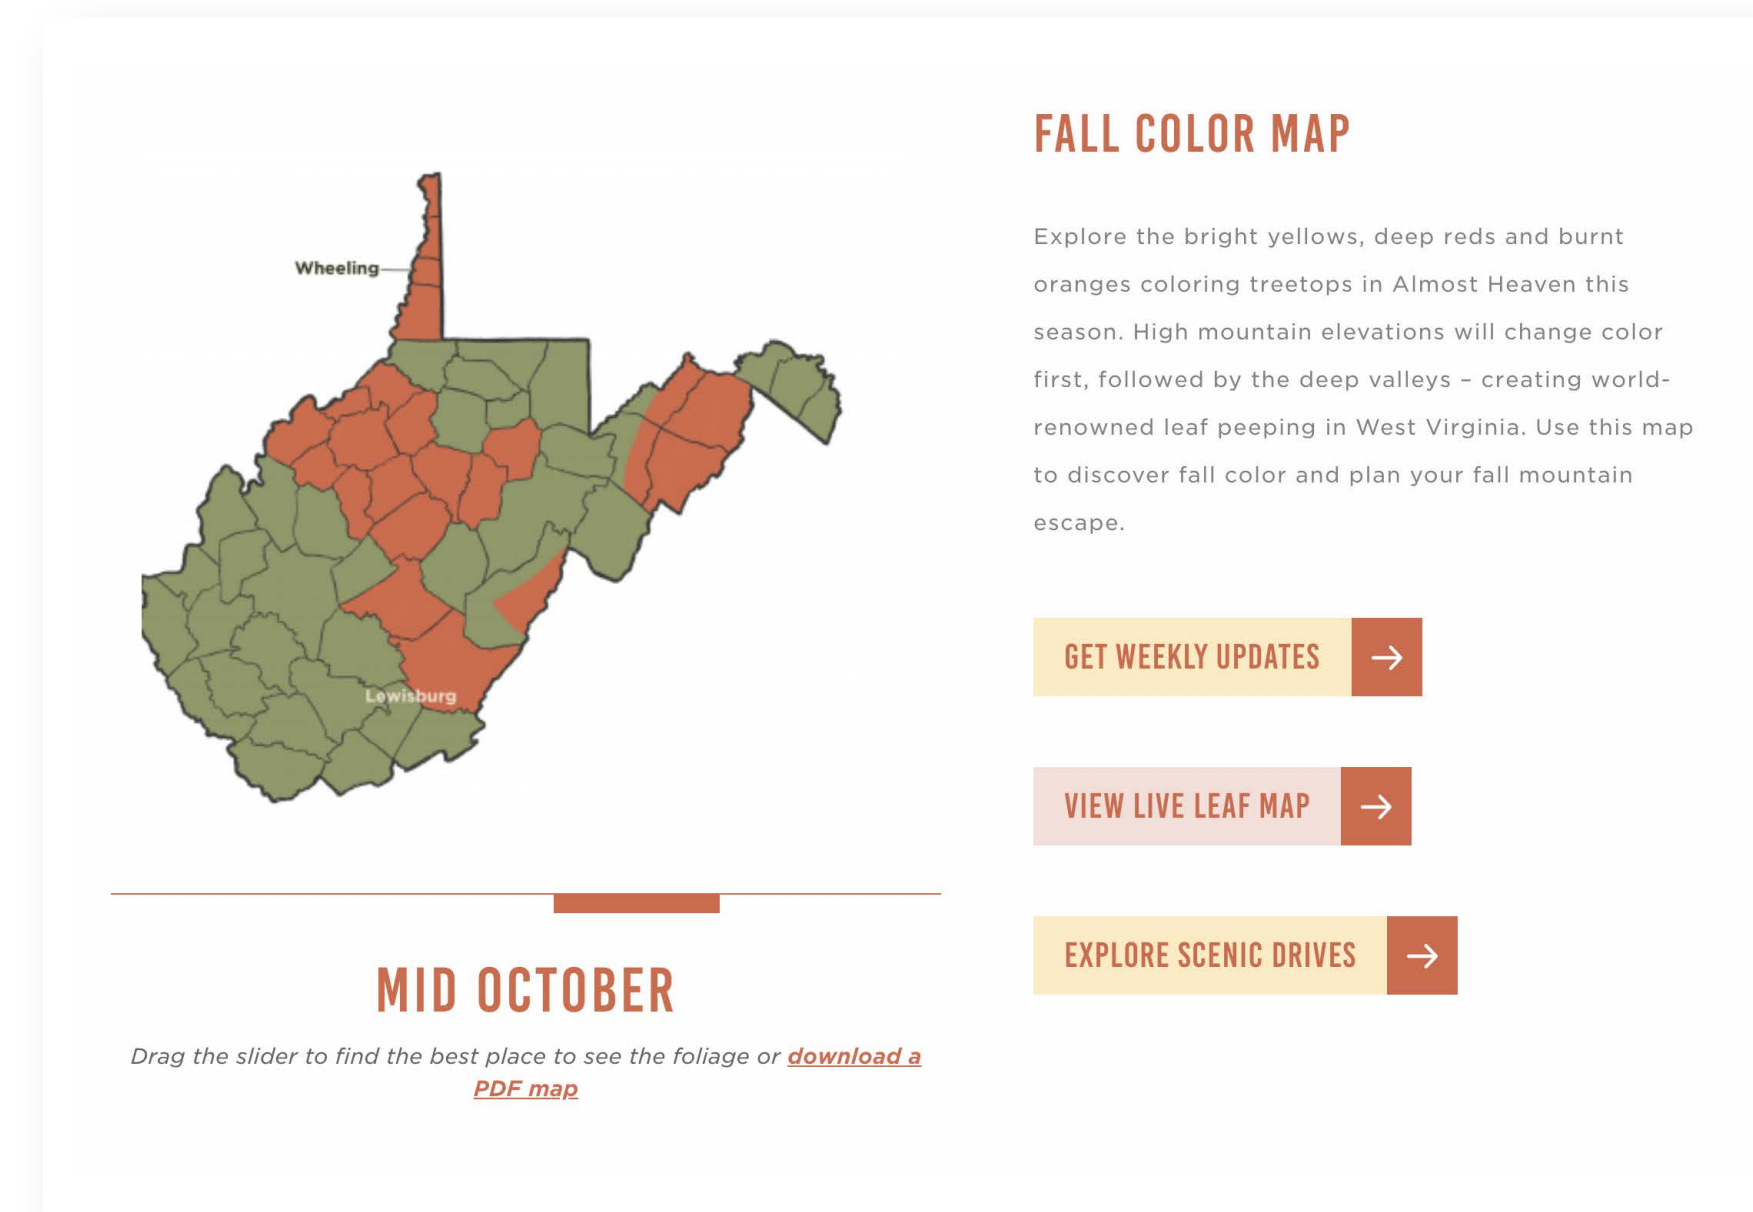 Wheeling
Lewisburg
MID OCTOBER
Drag the slider to find the best place to see the foliage or download a
PDF map
FALL COLOR MAP
Explore the bright yellows, deep reds and burnt
oranges coloring treetops in Almost Heaven this
season. High mountain elevations will change color
first, followed by the deep valleys – creating world-
renowned leaf peeping in West Virginia. Use this map
to discover fall color and plan your fall mountain
escape.
GET WEEKLY UPDATES
VIEW LIVE LEAF MAP
EXPLORE SCENIC DRIVES